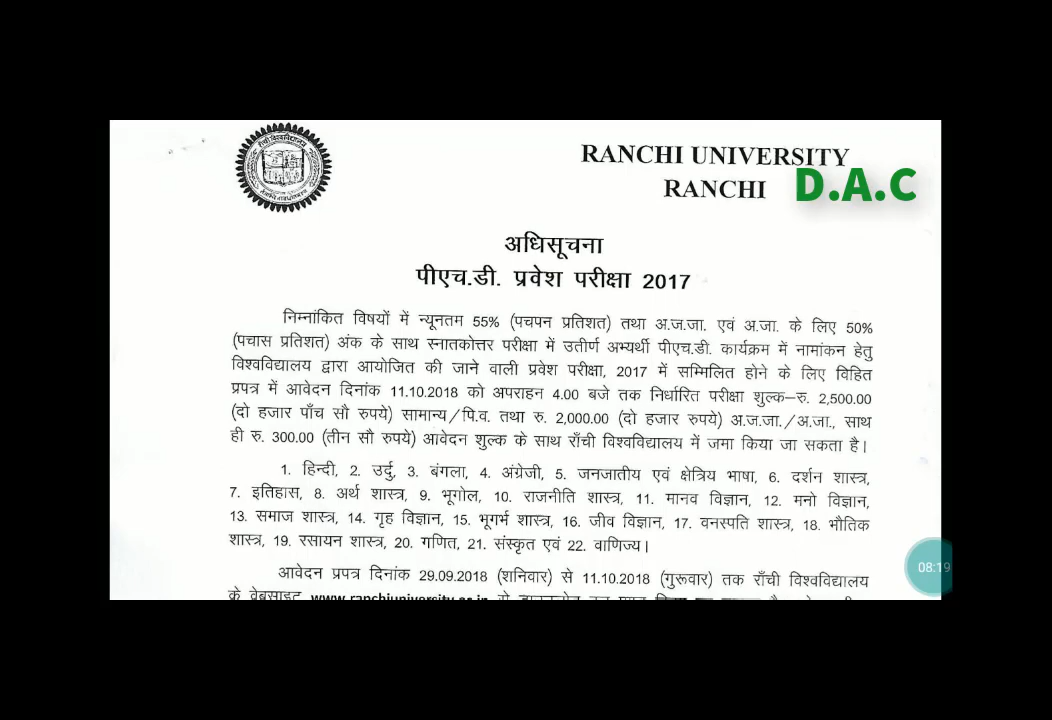 RANCHI UNIVERSITY
RANCHI
D.A.C
अधिसूचना
पीएच.डी. प्रवेश परीक्षा 2017
निम्नांकित विषयों में न्यूनतम 55% (पचपन प्रतिशत) तथा अ.ज.जा. एवं अ.जा. के लिए 50%
(पचास प्रतिशत) अंक के साथ स्नातकोत्तर परीक्षा में उतीर्ण अभ्यर्थी पीएच.डी. कार्यक्रम में नामांकन हेतु
विश्वविद्यालय द्वारा आयोजित की जाने वाली प्रवेश परीक्षा, 2017 में सम्मिलित होने के लिए विहित
प्रपत्र में आवेदन दिनांक 11.10.2018 को अपराहन 4.00 बजे तक निर्धारित परीक्षा शुल्क–रु. 2,500.00
(दो हजार पाँच सौ रुपये) सामान्य/पि.व. तथा रु. 2,000.00 (दो हजार रुपये) अ.ज.जा./अ.जा., साथ
ही रु. 300.00 (तीन सौ रुपये) आवेदन शुल्क के साथ राँची विश्वविद्यालय में जमा किया जा सकता है।
1. हिन्दी, 2. उर्दु, 3. बंगला, 4. अंग्रेजी, 5. जनजातीय एवं क्षेत्रिय भाषा, 6. दर्शन शास्त्र,
7. इतिहास, 8. अर्थ शास्त्र, 9. भूगोल, 10. राजनीति शास्त्र, 11. मानव विज्ञान, 12. मनो विज्ञान,
13. समाज शास्त्र, 14. गृह विज्ञान, 15. भूगर्भ शास्त्र, 16. जीव विज्ञान, 17. वनस्पति शास्त्र, 18. भौतिक
शास्त्र, 19. रसायन शास्त्र, 20. गणित, 21. संस्कृत एवं 22. वाणिज्य।
आवेदन प्रपत्र दिनांक 29.09.2018 (शनिवार) से 11.10.2018 (गुरूवार) तक राँची विश्वविद्यालय
के वेबसाइट www.ranchiuniversity.ac.in से
08:19